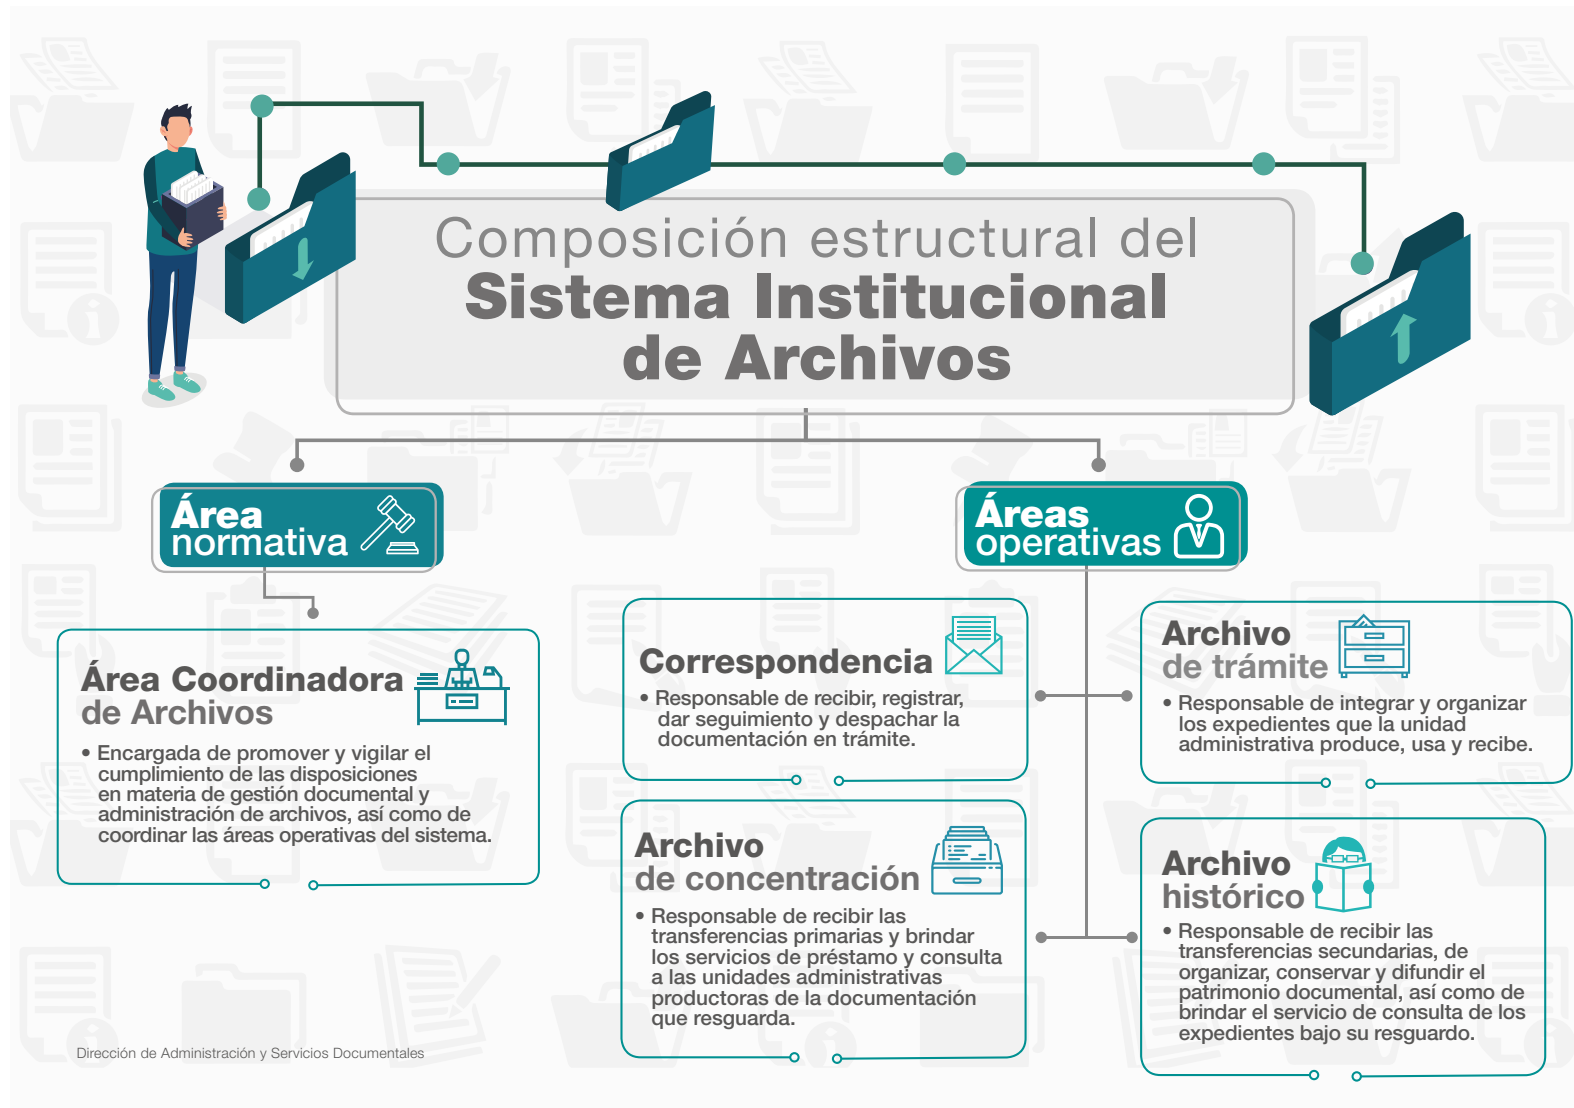 Composición estructural del
Sistema Institucional
de Archivos
Área
normativa
Área Coordinadora
de Archivos
• Encargada de promover y vigilar el
cumplimiento de las disposiciones
en materia de gestión documental y
administración de archivos, así como de
coordinar las áreas operativas del sistema.
Áreas
operativas
Correspondencia
• Responsable de recibir, registrar,
dar seguimiento y despachar la
documentación en trámite.
Archivo
de trámite
• Responsable de integrar y organizar
los expedientes que la unidad
administrativa produce, usa y recibe.
Archivo
de concentración
• Responsable de recibir las
transferencias primarias y brindar
los servicios de préstamo y consulta
a las unidades administrativas
productoras de la documentación
que resguarda.
Archivo
histórico
• Responsable de recibir las
transferencias secundarias, de
organizar, conservar y difundir el
patrimonio documental, así como de
brindar el servicio de consulta de los
expedientes bajo su resguardo.
Dirección de Administración y Servicios Documentales